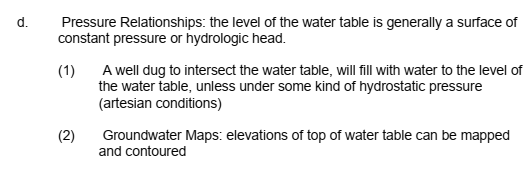 d. Pressure Relationships: the level of the water table is generally a surface of
constant pressure or hydrologic head.
(1) A well dug to intersect the water table, will fill with water to the level of
the water table, unless under some kind of hydrostatic pressure
(artesian conditions)
(2) Groundwater Maps: elevations of top of water table can be mapped
and contoured